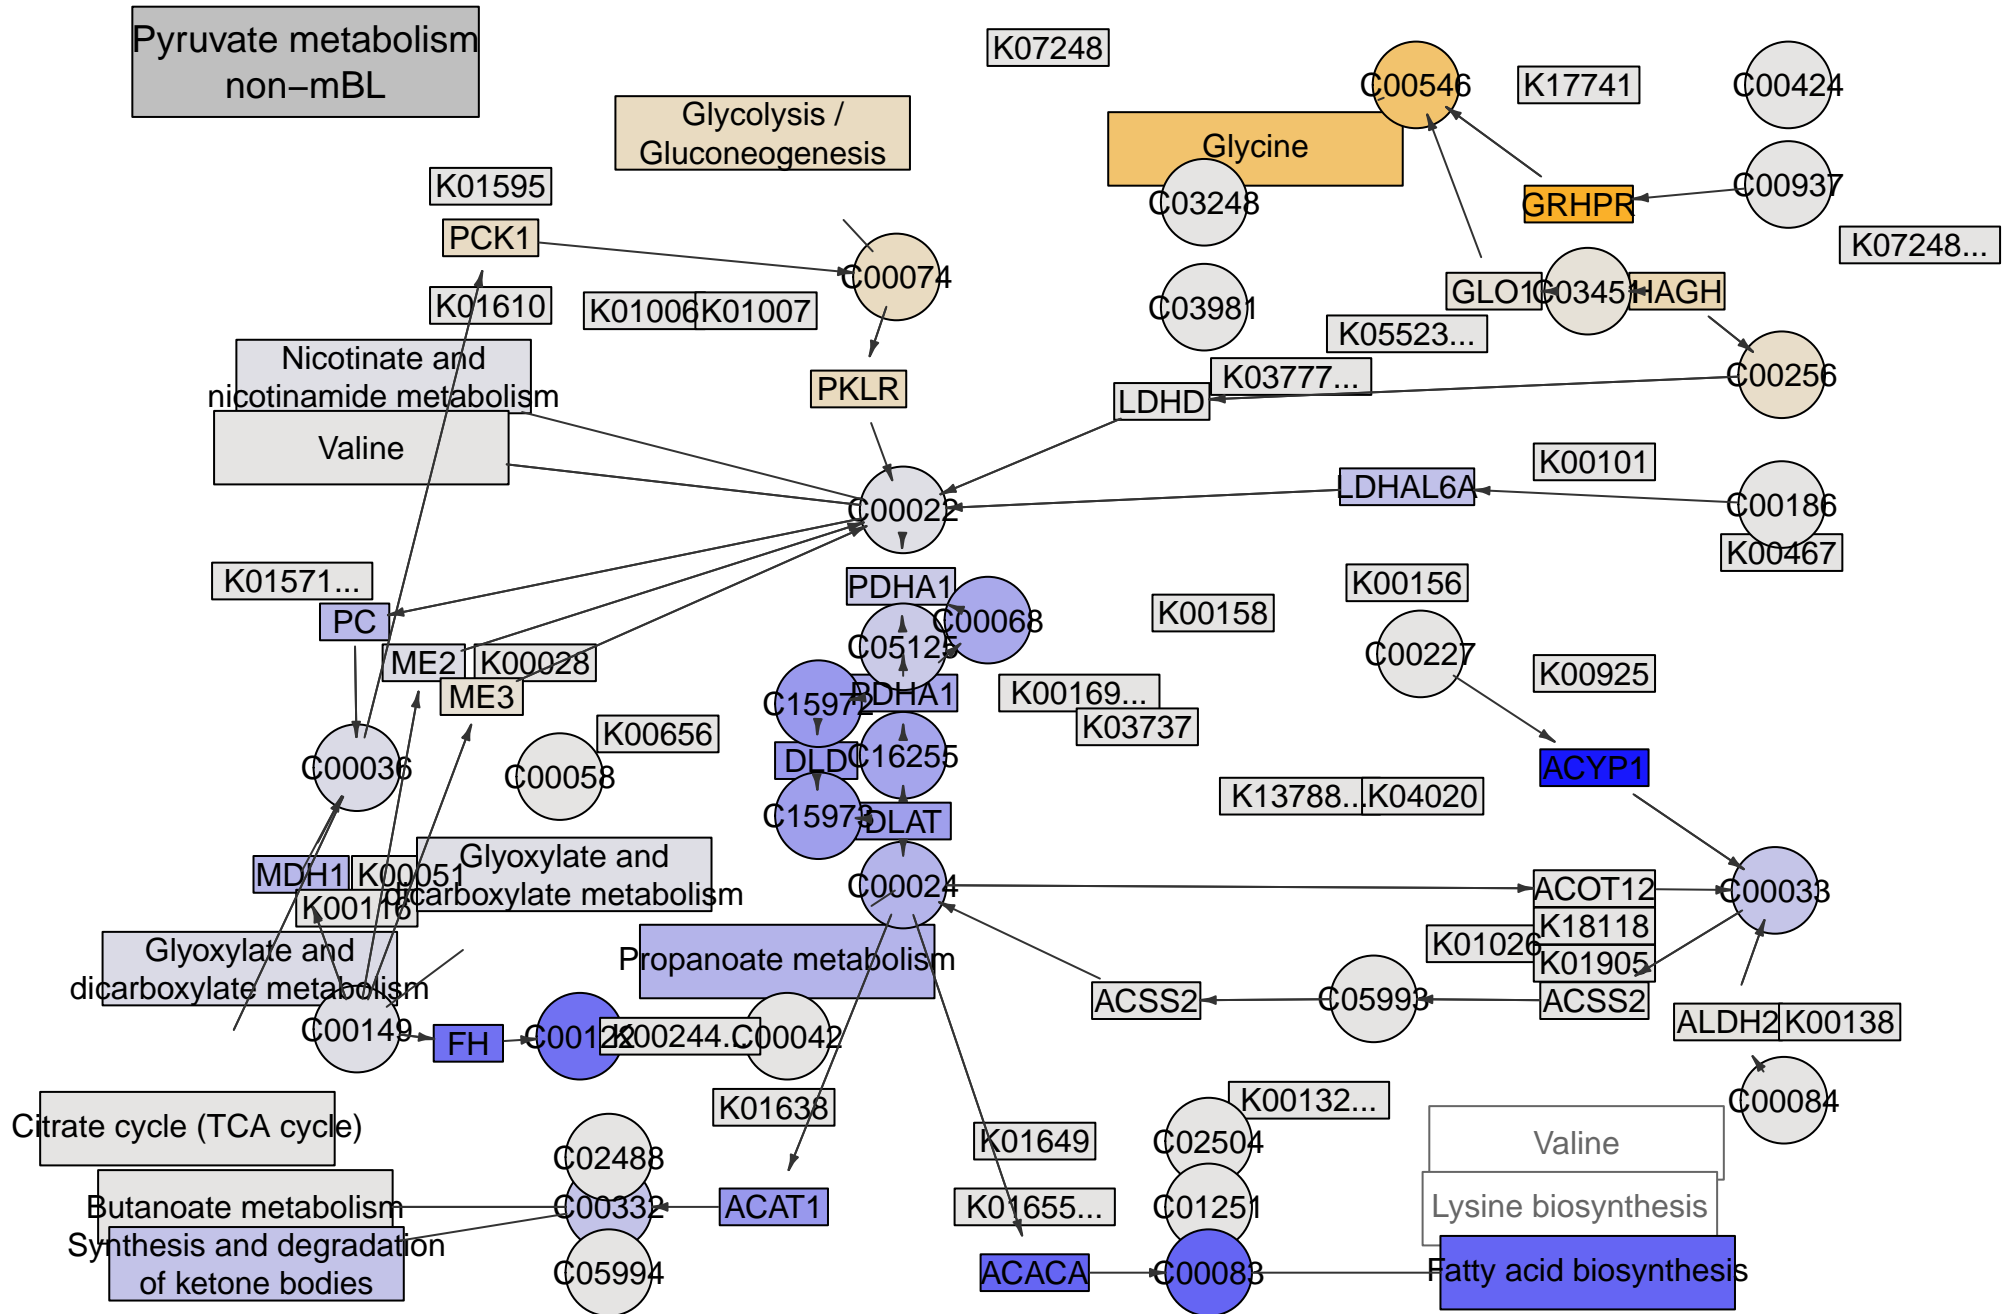 Pyruvate metabolism
non−mBL
K07248
C00546
K17741
C00424
Glycolysis /
Gluconeogenesis
Glycine
K01595
C03248
GRHPR
C00937
PCK1
K07248...
C00074
K01610
K01006
K01007
C03981
GLO1
C03451
HAGH
K05523...
Nicotinate and
nicotinamide metabolism
PKLR
K03777...
C00256
LDHD
Valine
K00101
LDHAL6A
C00186
C00022
K00467
K01571...
PDHA1
K00156
PC
C00068
K00158
C05125
C00227
ME2
K00028
K00925
ME3
C15972
PDHA1
K00169...
K03737
K00656
C00036
C00058
DLD
C16255
ACYP1
K13788...
K04020
C15973
DLAT
MDH1
K00051
Glyoxylate and
dicarboxylate metabolism
C00024
ACOT12
C00033
K00116
K18118
K01026
Glyoxylate and
dicarboxylate metabolism
Propanoate metabolism
K01905
ACSS2
C05993
ACSS2
ALDH2
K00138
C00149
FH
C00122
K00244...
C00042
K01638
K00132...
C00084
Citrate cycle (TCA cycle)
C02488
K01649
C02504
Valine
Butanoate metabolism
C00332
ACAT1
K01655...
C01251
Lysine biosynthesis
Synthesis and degradation
of ketone bodies
C05994
ACACA
C00083
Fatty acid biosynthesis